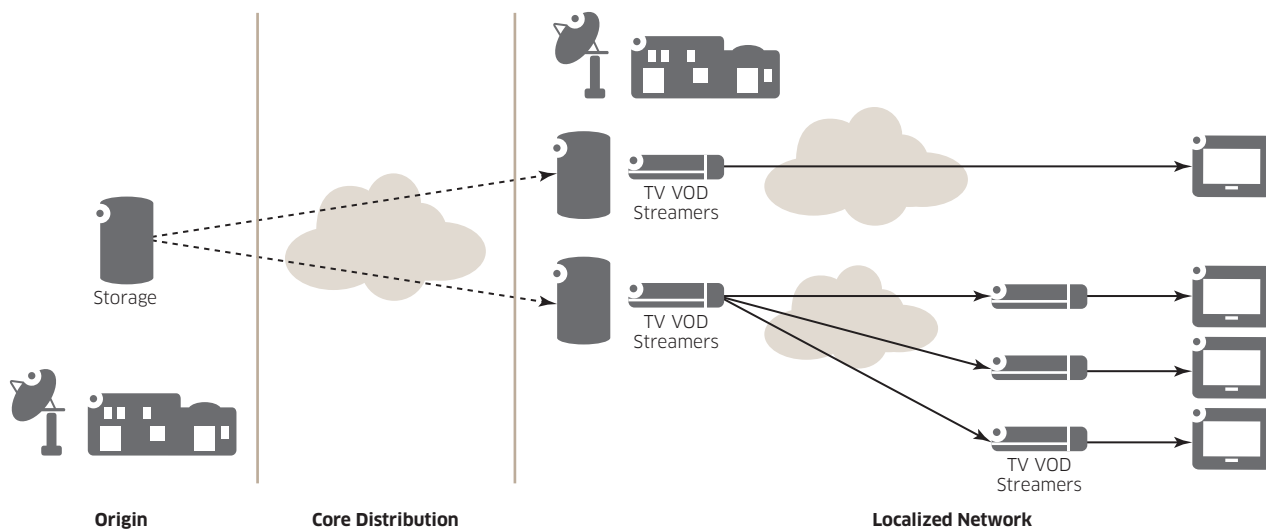 TV VOD
Streamers
Storage
TV VOD
Streamers
TV VOD
Streamers
Origin
Core Distribution
Localized Network